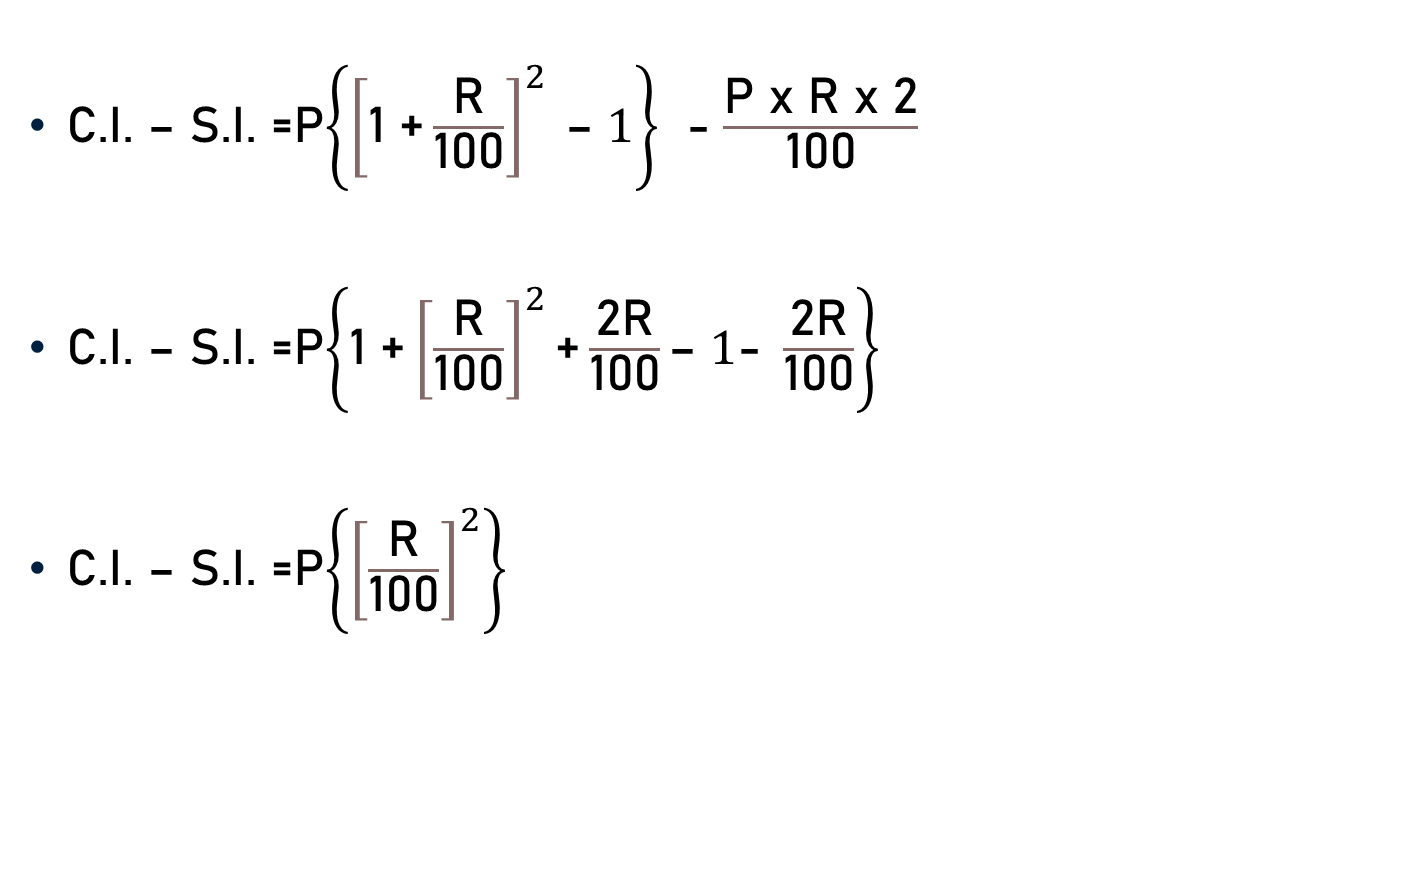 • C.I. – S.I. =P{[1 + R/100]² – 1} - P x R x 2/100
• C.I. – S.I. =P{1 + [R/100]² + 2R/100 – 1- 2R/100}
• C.I. – S.I. =P{[R/100]²}